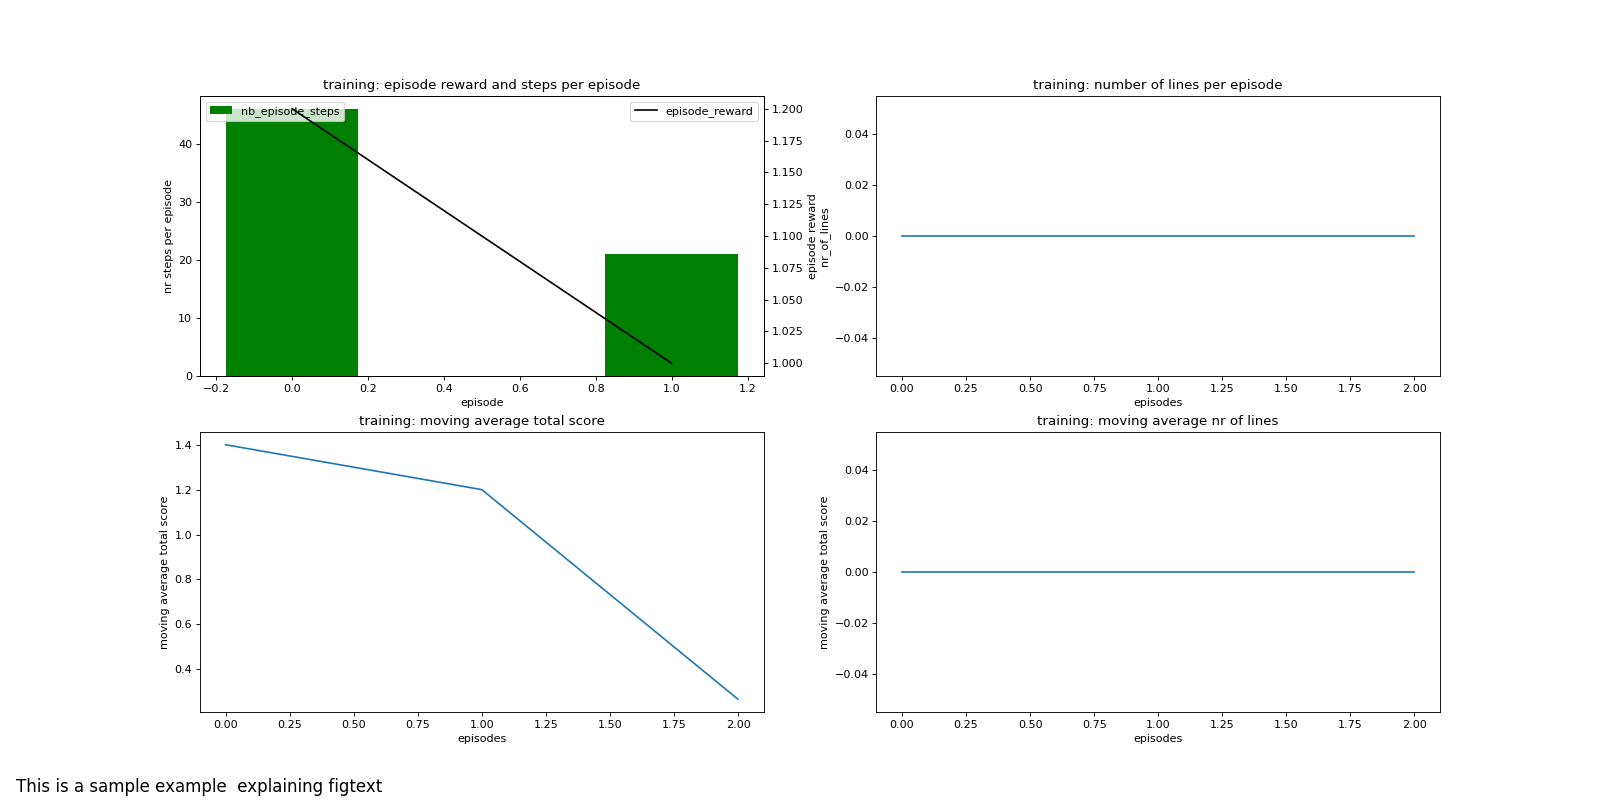 training: episode reward and steps per episode
nb_episode_steps
episode_reward
nr steps per episode
40
30
20
10
0
1.200
1.175
1.150
1.125
1.100
1.075
1.050
1.025
1.000
episode reward
−0.2 0.0 0.2 0.4 0.6 0.8 1.0 1.2
episode
training: number of lines per episode
nr_of_lines
0.04
0.02
0.00
−0.02
−0.04
0.00 0.25 0.50 0.75 1.00 1.25 1.50 1.75 2.00
episodes
training: moving average total score
moving average total score
1.4
1.2
1.0
0.8
0.6
0.4
0.00 0.25 0.50 0.75 1.00 1.25 1.50 1.75 2.00
episodes
training: moving average nr of lines
moving average total score
0.04
0.02
0.00
−0.02
−0.04
0.00 0.25 0.50 0.75 1.00 1.25 1.50 1.75 2.00
episodes
This is a sample example  explaining figtext